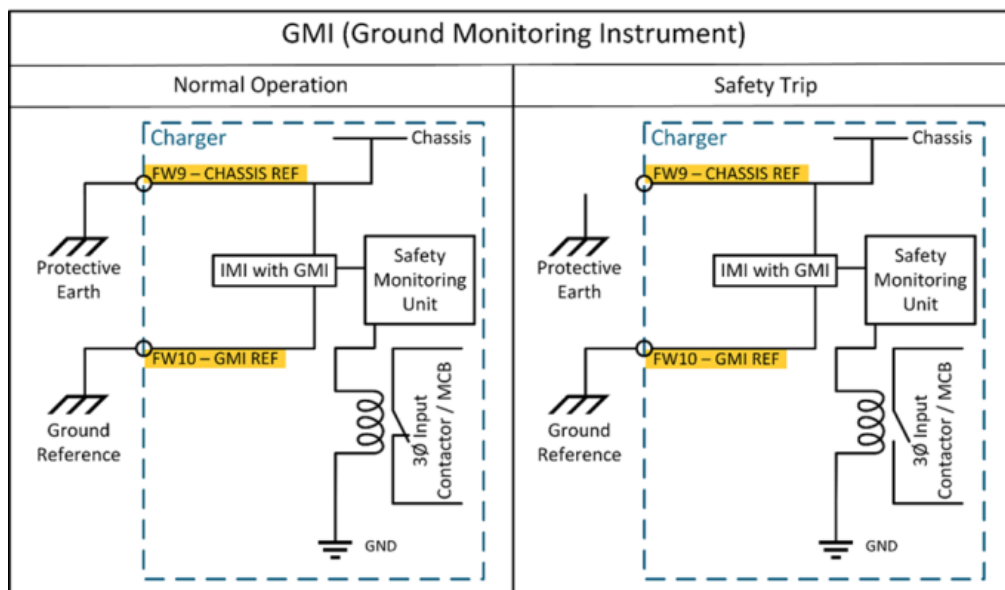 GMI (Ground Monitoring Instrument)
Normal Operation
Safety Trip
Charger
Chassis
FW9 – CHASSIS REF
Protective
Earth
IMI with GMI
Safety
Monitoring
Unit
FW10 – GMI REF
Ground
Reference
3Ø Input
Contactor / MCB
GND
Charger
Chassis
FW9 – CHASSIS REF
Protective
Earth
IMI with GMI
Safety
Monitoring
Unit
FW10 – GMI REF
Ground
Reference
3Ø Input
Contactor / MCB
GND